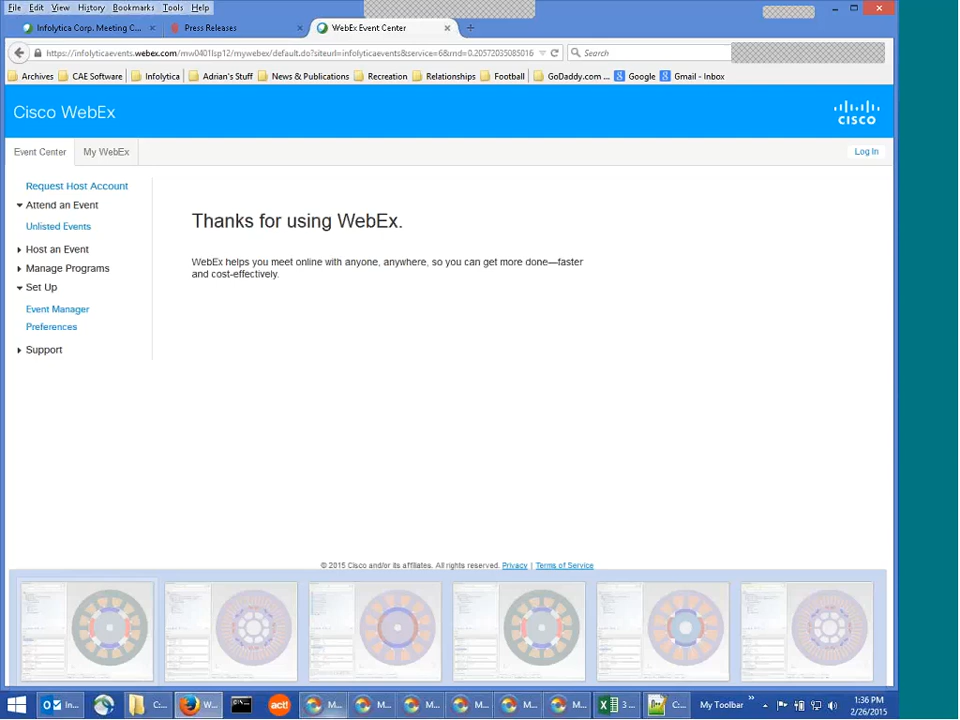 File Edit View History Bookmarks Tools Help
Infolytica Corp. Meeting C... × Press Releases × WebEx Event Center × +
https://infolyticaevents.webex.com/mw0401lsp12/mywebex/default.do?siteurl=infolyticaevents&service=6&rnd=0.20572035085016 Search
Archives CAE Software Infolytica Adrian's Stuff News & Publications Recreation Relationships Football GoDaddy.com ... Google Gmail - Inbox
Cisco WebEx
CISCO
Event Center My WebEx Log In
Request Host Account
Attend an Event
Unlisted Events
Host an Event
Manage Programs
Set Up
Event Manager
Preferences
Support
Thanks for using WebEx.
WebEx helps you meet online with anyone, anywhere, so you can get more done—faster
and cost-effectively.
© 2015 Cisco and/or its affiliates. All rights reserved. Privacy | Terms of Service
In... C:... W... act! M... M... M... M... M... M... 3 ... C:... My Toolbar » 1:36 PM
2/26/2015